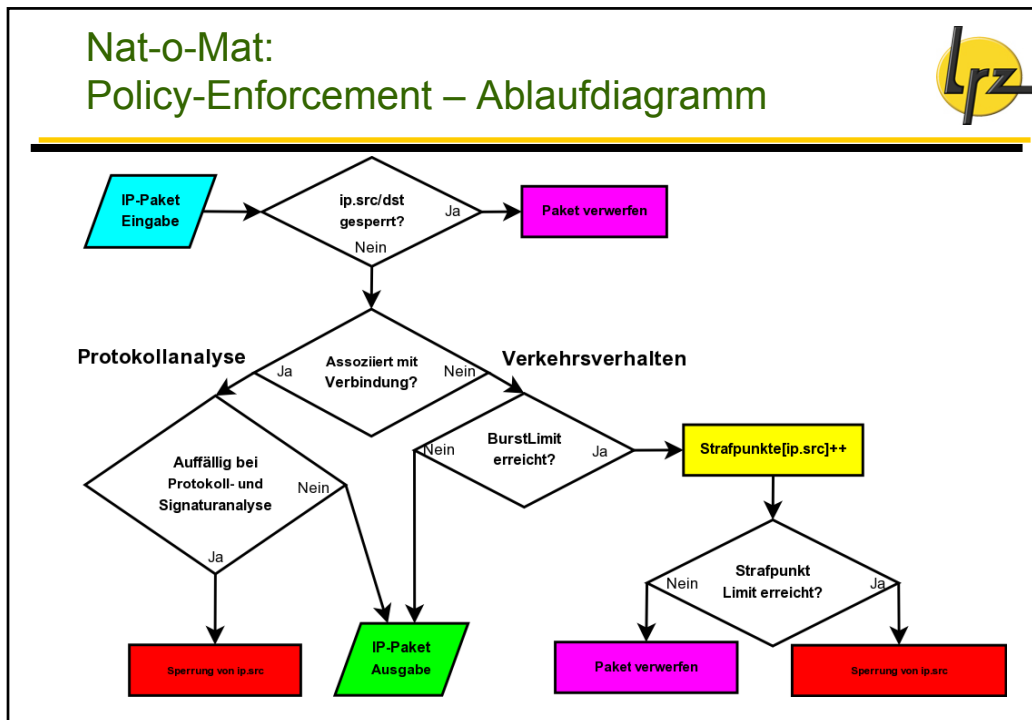 Nat-o-Mat:
Policy-Enforcement – Ablaufdiagramm
lrz
IP-Paket
Eingabe
ip.src/dst
gesperrt?
Ja
Nein
Paket verwerfen
Protokollanalyse
Assoziiert mit
Verbindung?
Ja
Nein
Verkehrsverhalten
Auffällig bei
Protokoll- und
Signaturanalyse
Nein
Ja
BurstLimit
erreicht?
Nein
Ja
Strafpunkte[ip.src]++
Strafpunkt
Limit erreicht?
Nein
Ja
Sperrung von ip.src
IP-Paket
Ausgabe
Paket verwerfen
Sperrung von ip.src